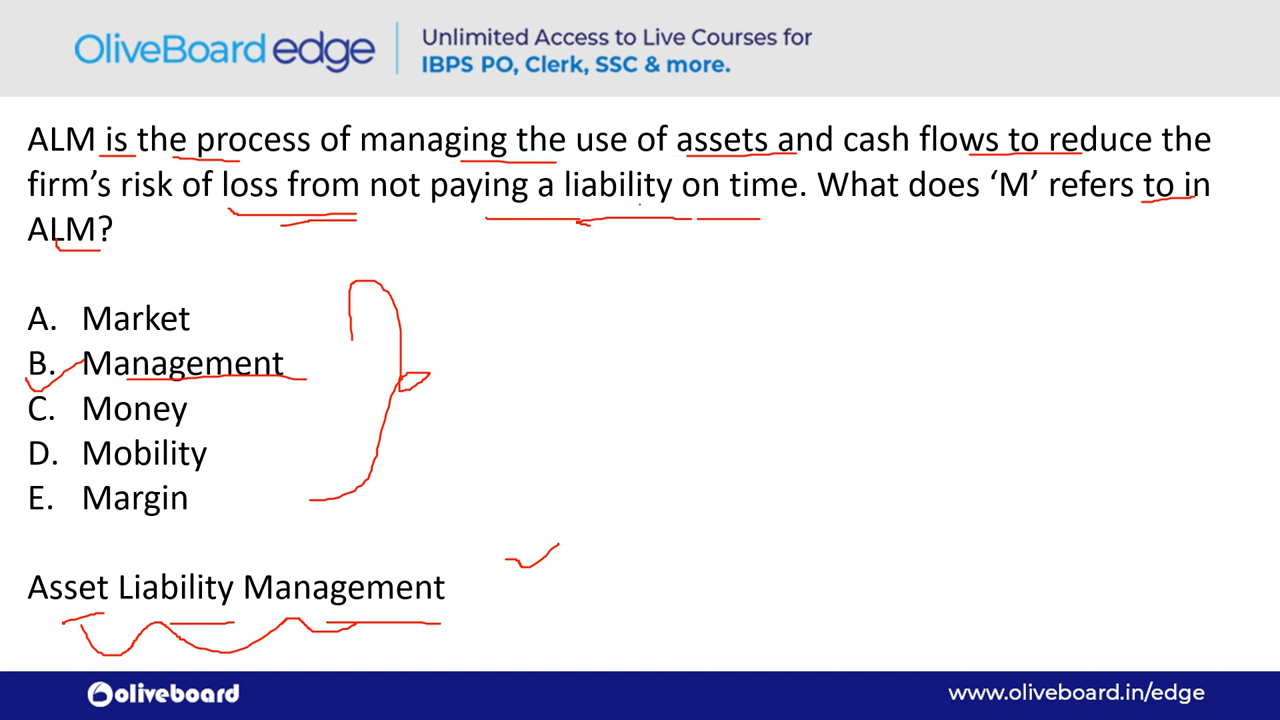 OliveBoard edge
Unlimited Access to Live Courses for
IBPS PO, Clerk, SSC & more.
ALM is the process of managing the use of assets and cash flows to reduce the
firm’s risk of loss from not paying a liability on time. What does ‘M’ refers to in
ALM?
A. Market
B. Management
C. Money
D. Mobility
E. Margin
Asset Liability Management
oliveboard
www.oliveboard.in/edge